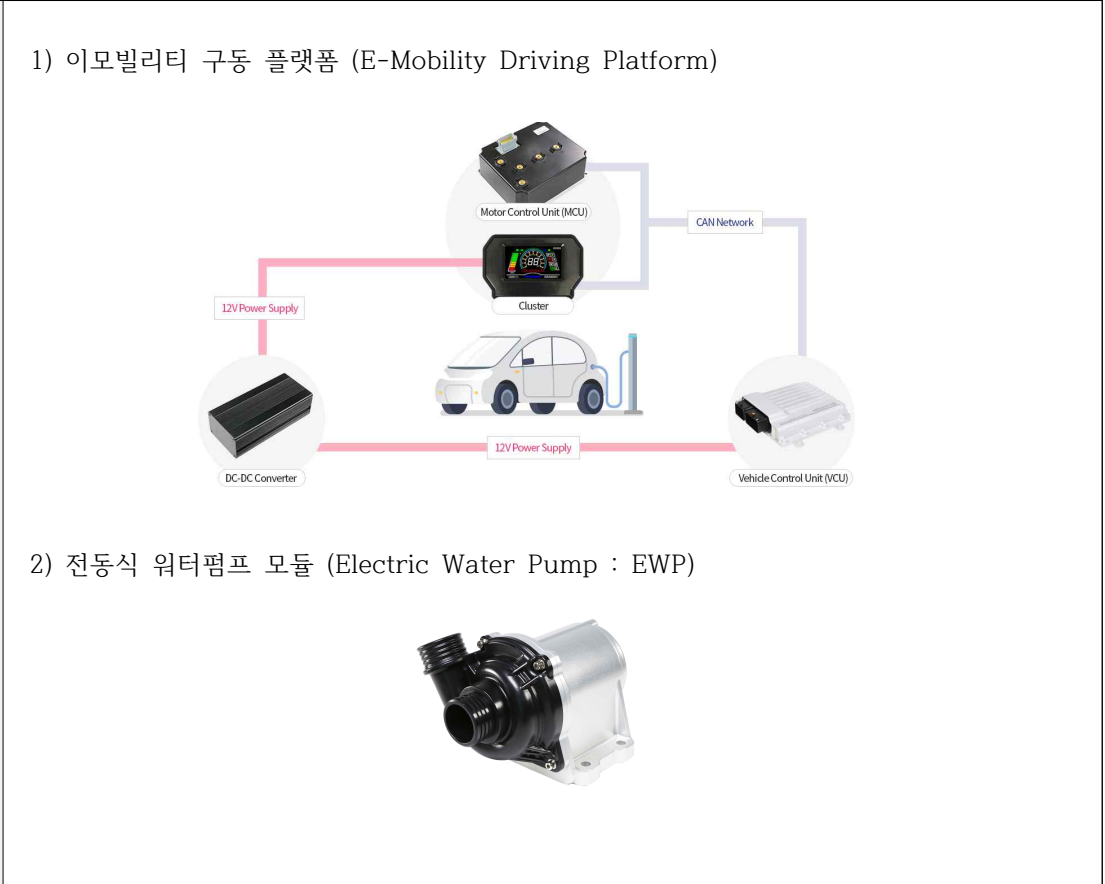 1) 이모빌리티 구동 플랫폼 (E-Mobility Driving Platform)
Motor Control Unit (MCU)
CAN Network
Cluster
12V Power Supply
12V Power Supply
DC-DC Converter
Vehicle Control Unit (VCU)
2) 전동식 워터펌프 모듈 (Electric Water Pump : EWP)